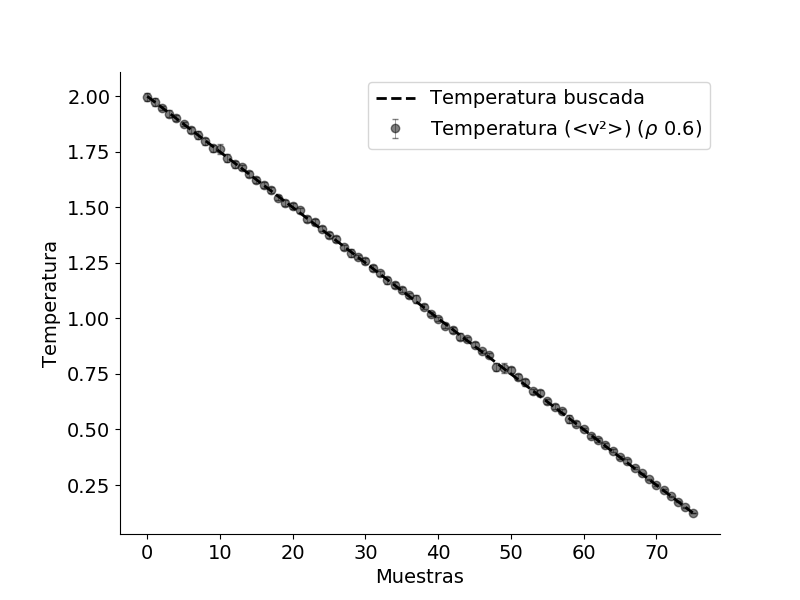 Temperatura buscada
Temperatura (<v²>) (ρ 0.6)
2.00
1.75
1.50
1.25
1.00
0.75
0.50
0.25
Temperatura
0 10 20 30 40 50 60 70
Muestras